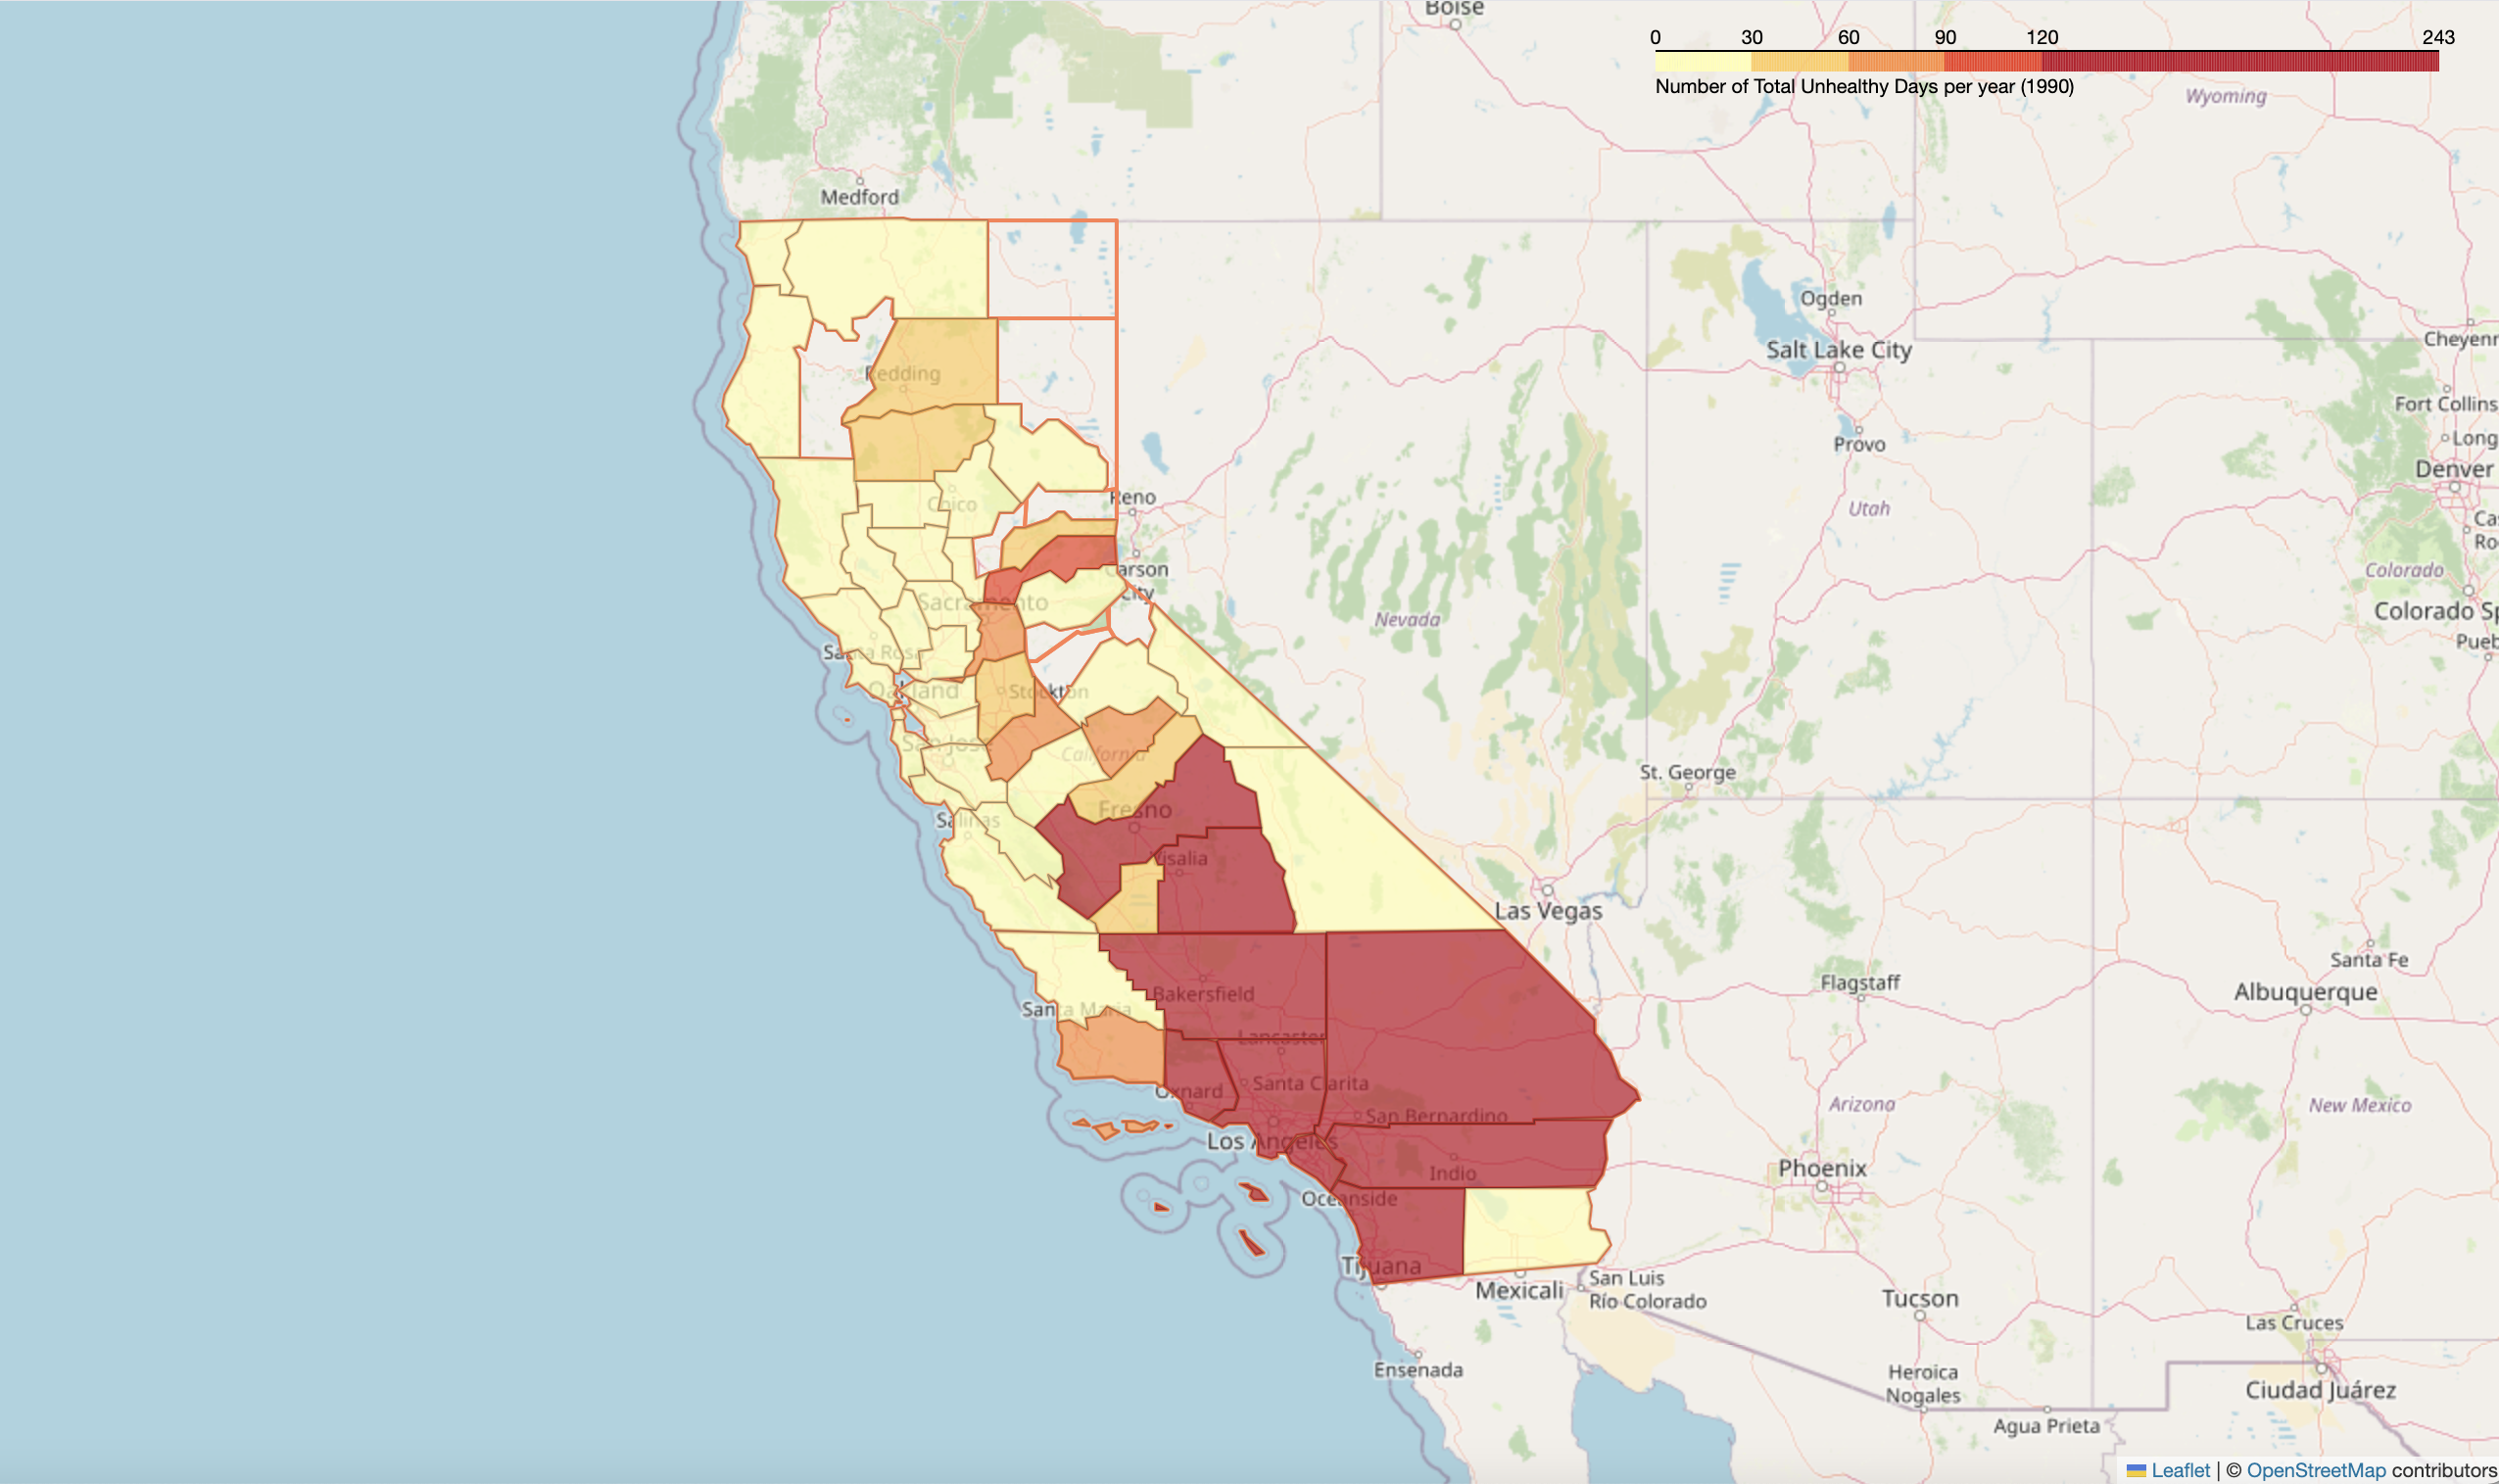 Boise
0 30 60 90 120 243
Number of Total Unhealthy Days per year (1990)
Wyoming
Medford
Ogden
Salt Lake City
Cheyenn
Redding
Fort Collins
Provo
Long
Denver
Reno
Chico
Utah
Ca
Ro
Carson
City
Colorado
Sacramento
Colorado Sp
Nevada
Pueb
Santa Rosa
Oakland
Stockton
San Jose
California
St. George
Fresno
Salinas
Visalia
Las Vegas
Santa Fe
Flagstaff
Albuquerque
Bakersfield
Santa Maria
Lancaster
Santa Clarita
Oxnard
San Bernardino
Arizona
New Mexico
Los Angeles
Indio
Phoenix
Oceanside
Tijuana
San Luis
Río Colorado
Mexicali
Tucson
Las Cruces
Ensenada
Heroica
Nogales
Ciudad Juárez
Agua Prieta
Leaflet | © OpenStreetMap contributors